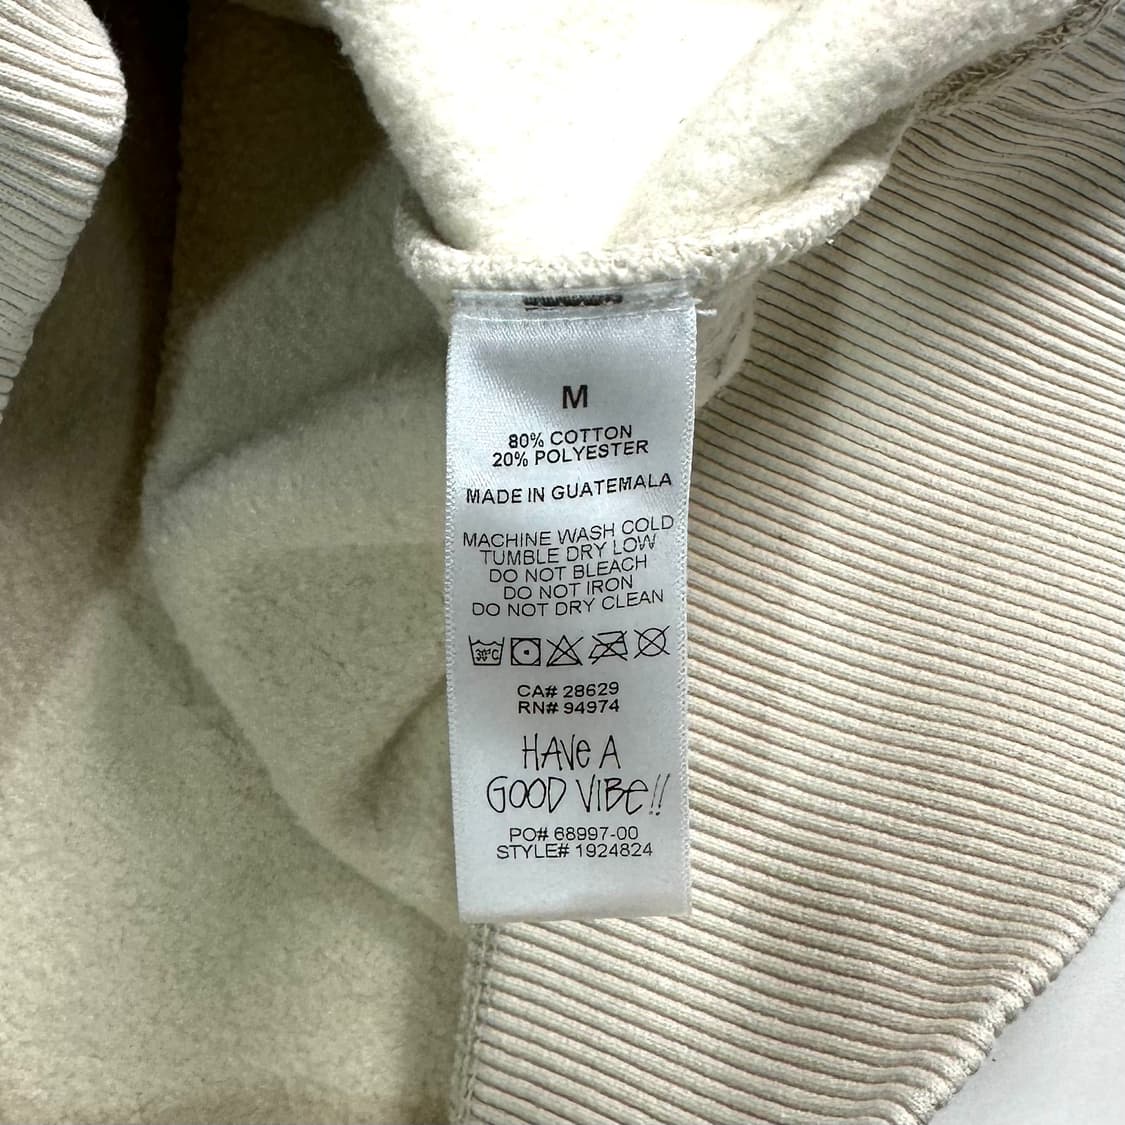 M
80% COTTON
20% POLYESTER
MADE IN GUATEMALA
MACHINE WASH COLD
TUMBLE DRY LOW
DO NOT BLEACH
DO NOT IRON
DO NOT DRY CLEAN
30°C
CA# 28629
RN# 94974
HAVe A
GOOD VIBe!!
PO# 68997-00
STYLE# 1924824